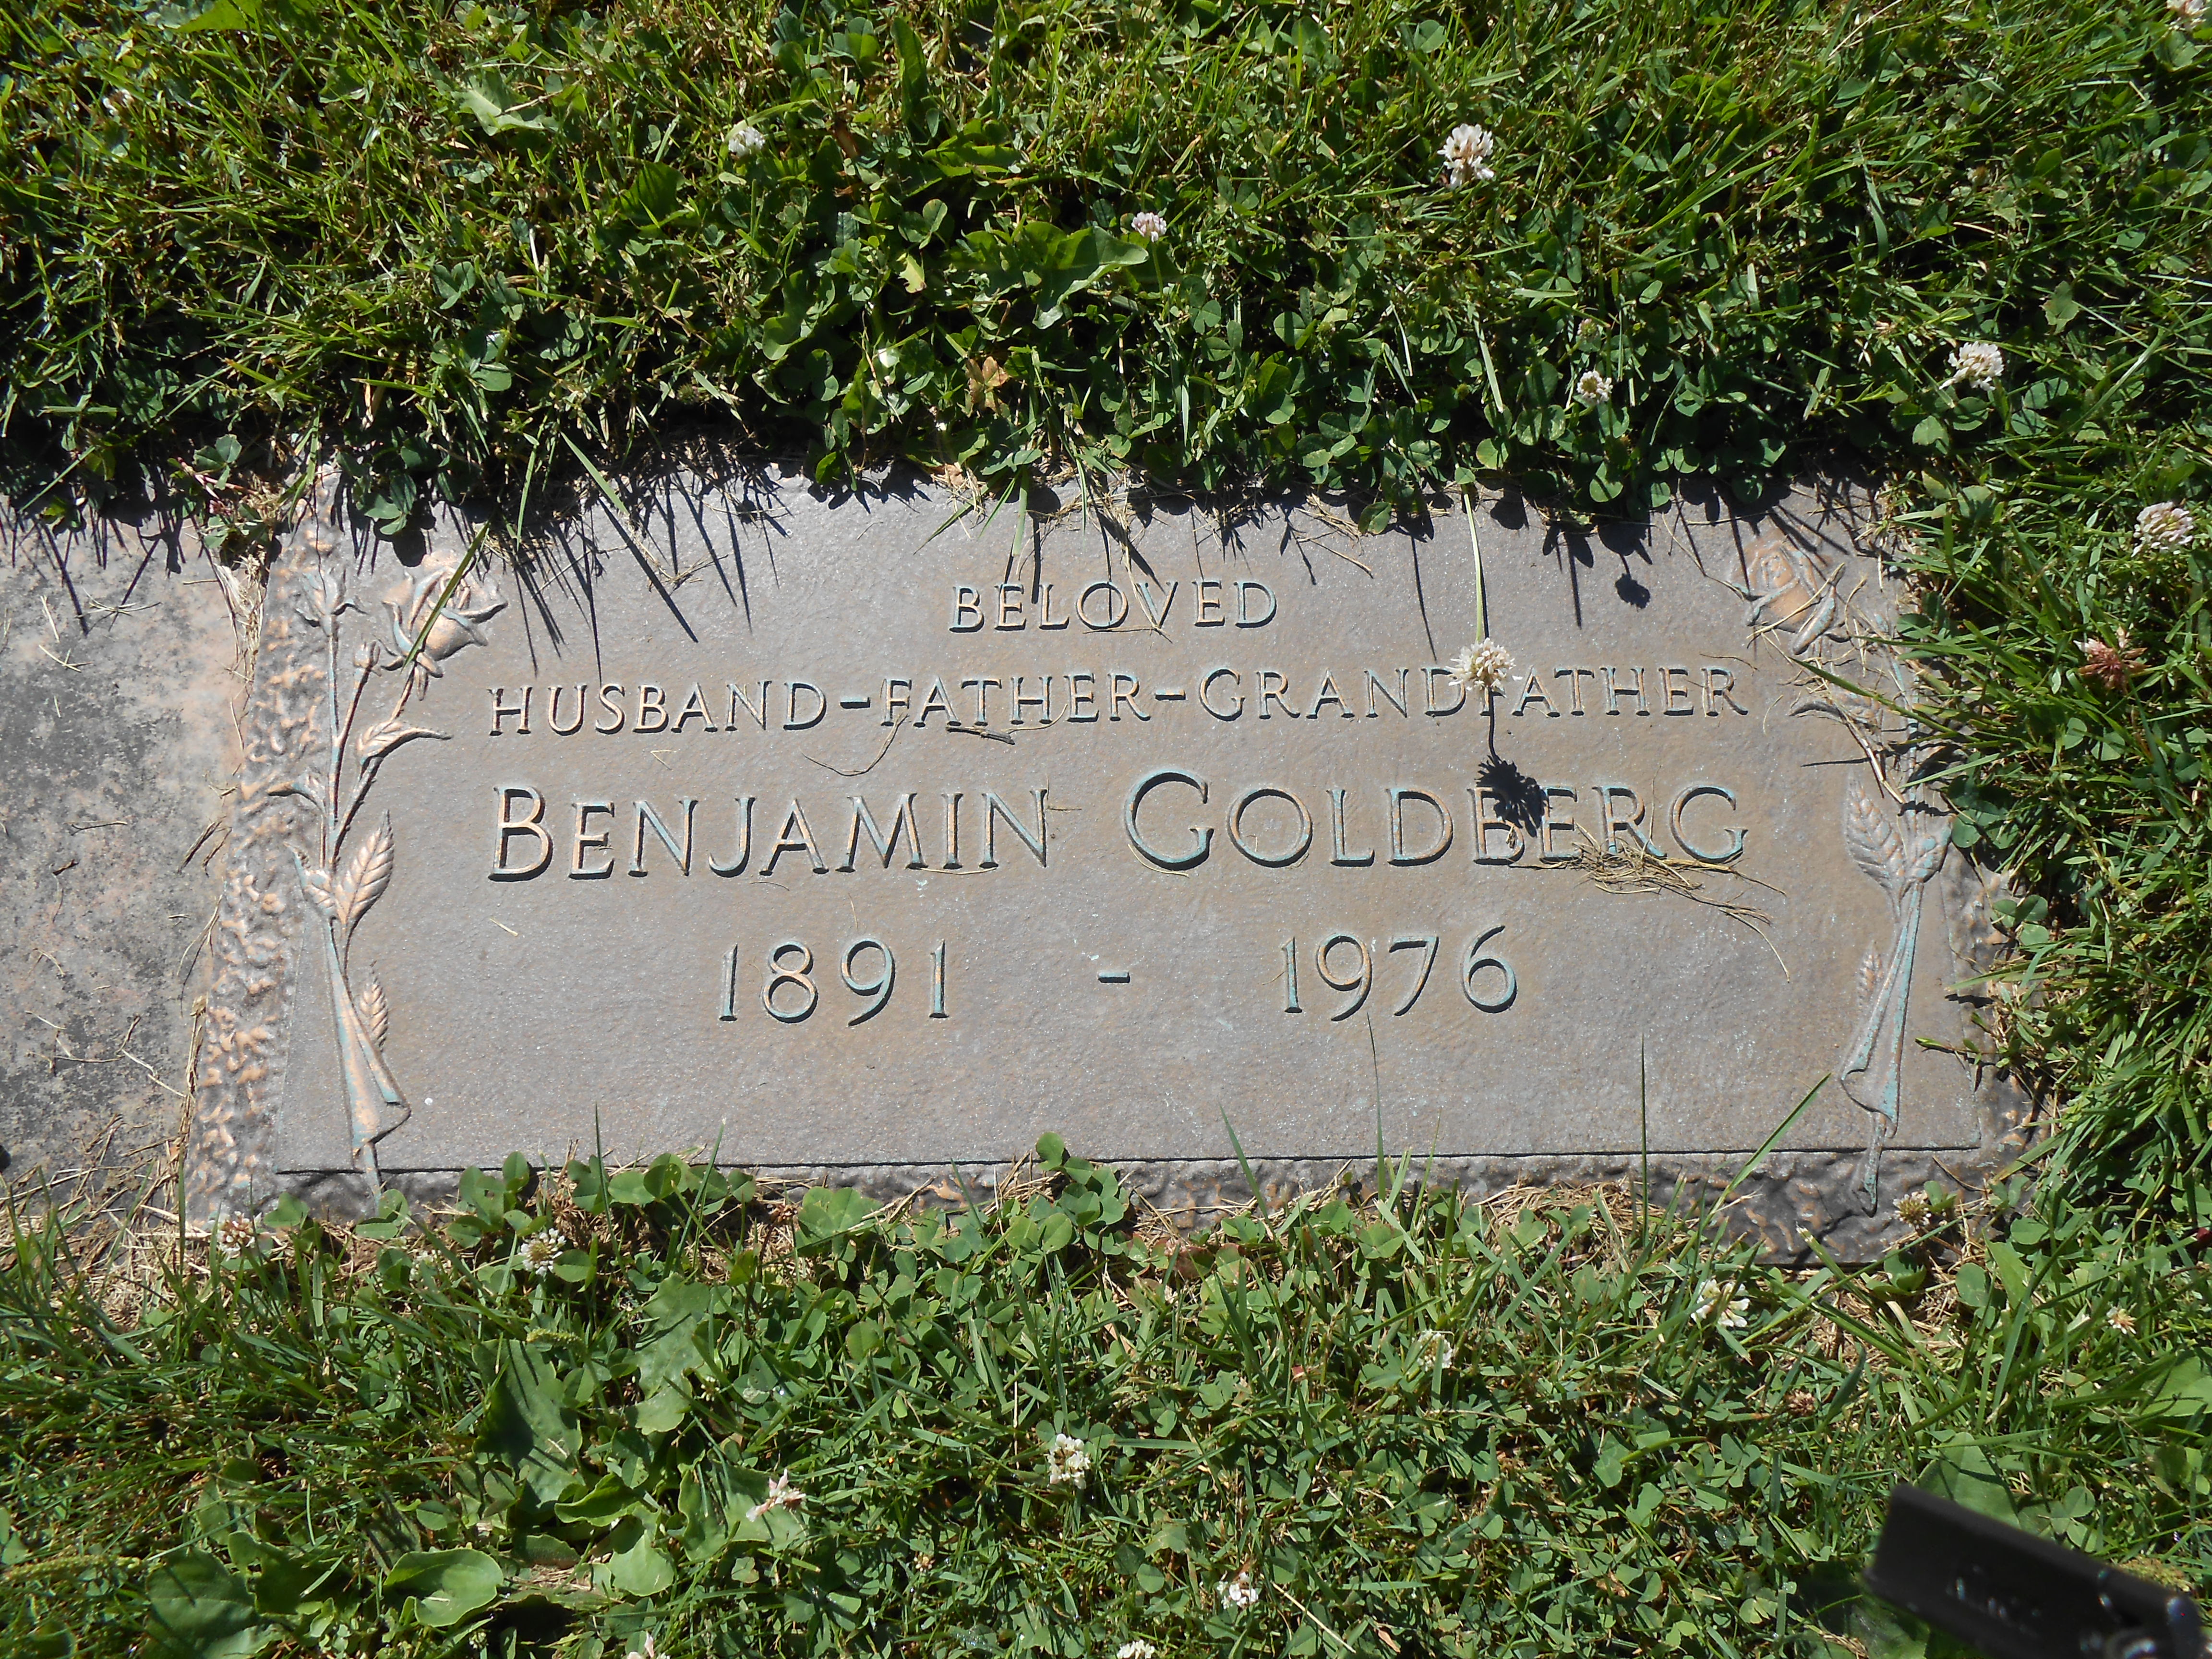 BELOVED
HUSBAND-FATHER-GRANDFATHER
BENJAMIN GOLDBERG
1891 - 1976